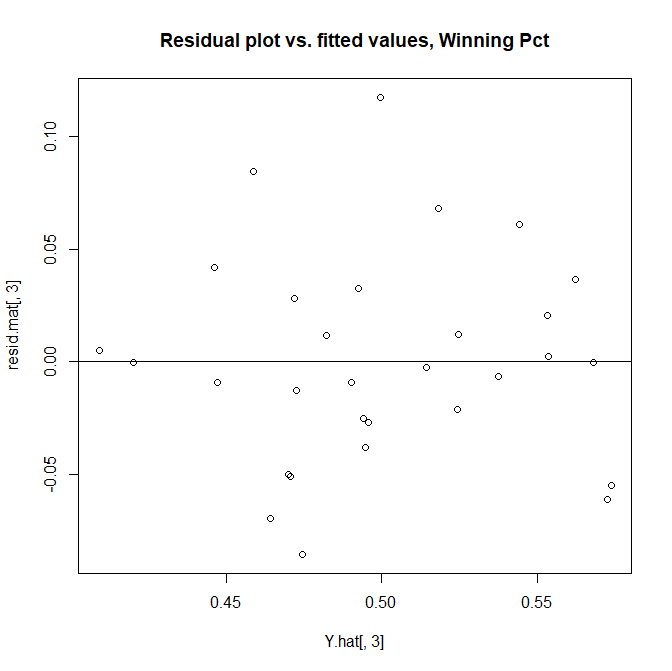 Residual plot vs. fitted values, Winning Pct
0.10
0.05
0.00
-0.05
resid.mat[, 3]
0.45 0.50 0.55
Y.hat[, 3]